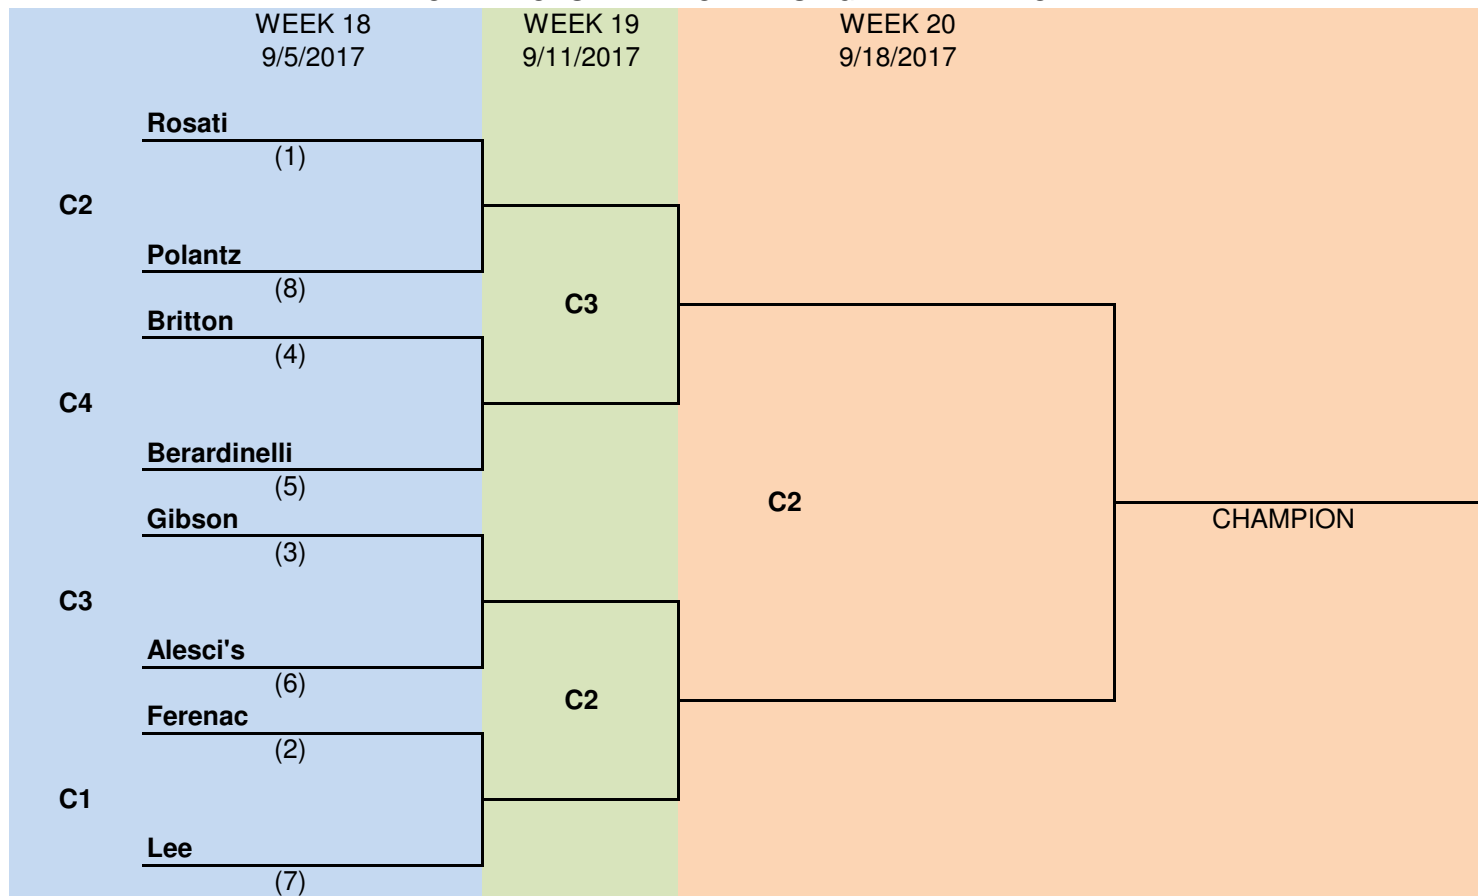 WEEK 18
9/5/2017
WEEK 19
9/11/2017
WEEK 20
9/18/2017
Rosati
(1)
C2
Polantz
(8)
Britton
(4)
C4
Berardinelli
(5)
Gibson
(3)
C3
Alesci's
(6)
Ferenac
(2)
C1
Lee
(7)
C3
C2
C2
CHAMPION